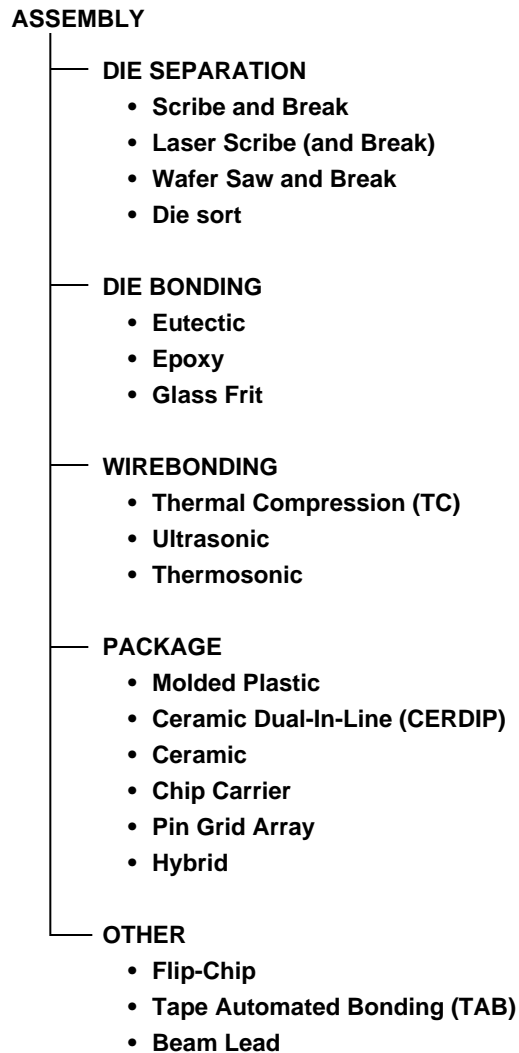 ASSEMBLY
DIE SEPARATION
• Scribe and Break
• Laser Scribe (and Break)
• Wafer Saw and Break
• Die sort
DIE BONDING
• Eutectic
• Epoxy
• Glass Frit
WIREBONDING
• Thermal Compression (TC)
• Ultrasonic
• Thermosonic
PACKAGE
• Molded Plastic
• Ceramic Dual-In-Line (CERDIP)
• Ceramic
• Chip Carrier
• Pin Grid Array
• Hybrid
OTHER
• Flip-Chip
• Tape Automated Bonding (TAB)
• Beam Lead